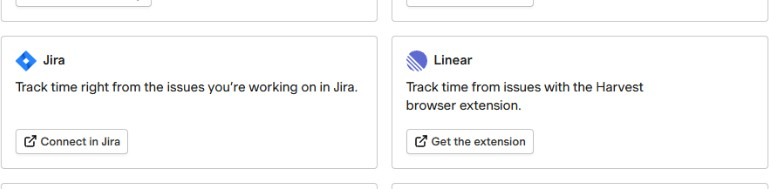 Jira
Track time right from the issues you’re working on in Jira.
Connect in Jira
Linear
Track time from issues with the Harvest
browser extension.
Get the extension